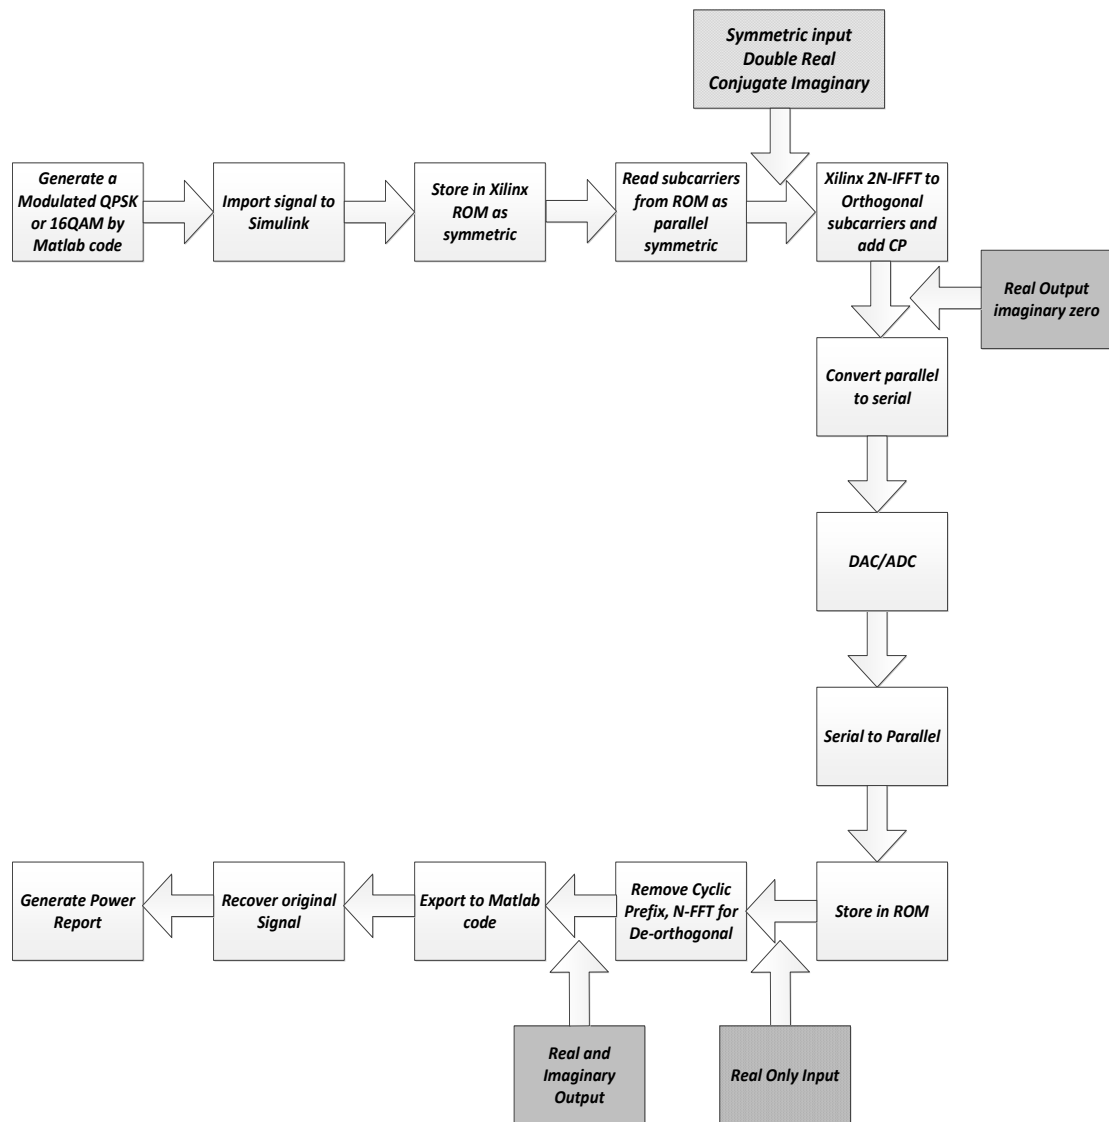 Symmetric input
Double Real
Conjugate Imaginary
Generate a
Modulated QPSK
or 16QAM by
Matlab code
Import signal to
Simulink
Store in Xilinx
ROM as
symmetric
Read subcarriers
from ROM as
parallel
symmetric
Xilinx 2N-IFFT to
Orthogonal
subcarriers and
add CP
Real Output
imaginary zero
Convert parallel
to serial
DAC/ADC
Serial to Parallel
Generate Power
Report
Recover original
Signal
Export to Matlab
code
Remove Cyclic
Prefix, N-FFT for
De-orthogonal
Store in ROM
Real and
Imaginary
Output
Real Only Input